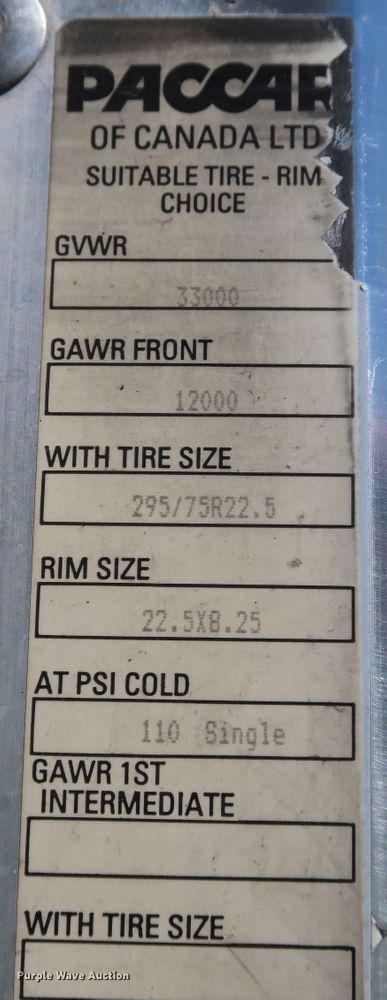 PACCAR
OF CANADA LTD
SUITABLE TIRE - RIM
CHOICE
GVWR
33000
GAWR FRONT
12000
WITH TIRE SIZE
295/75R22.5
RIM SIZE
22.5X8.25
AT PSI COLD
110 Single
GAWR 1ST
INTERMEDIATE
WITH TIRE SIZE
Purple Wave Auction